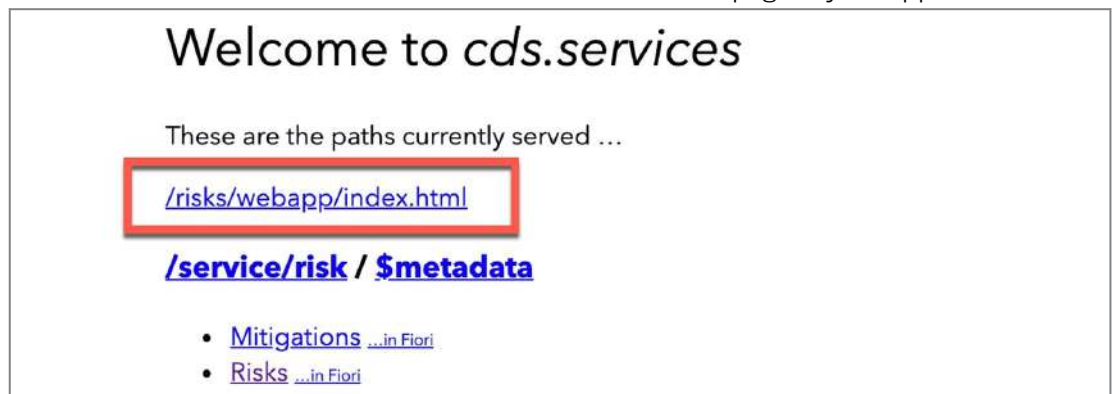 Welcome to cds.services
These are the paths currently served ...
/risks/webapp/index.html
/service/risk / $metadata
• Mitigations ...in Fiori
• Risks ...in Fiori